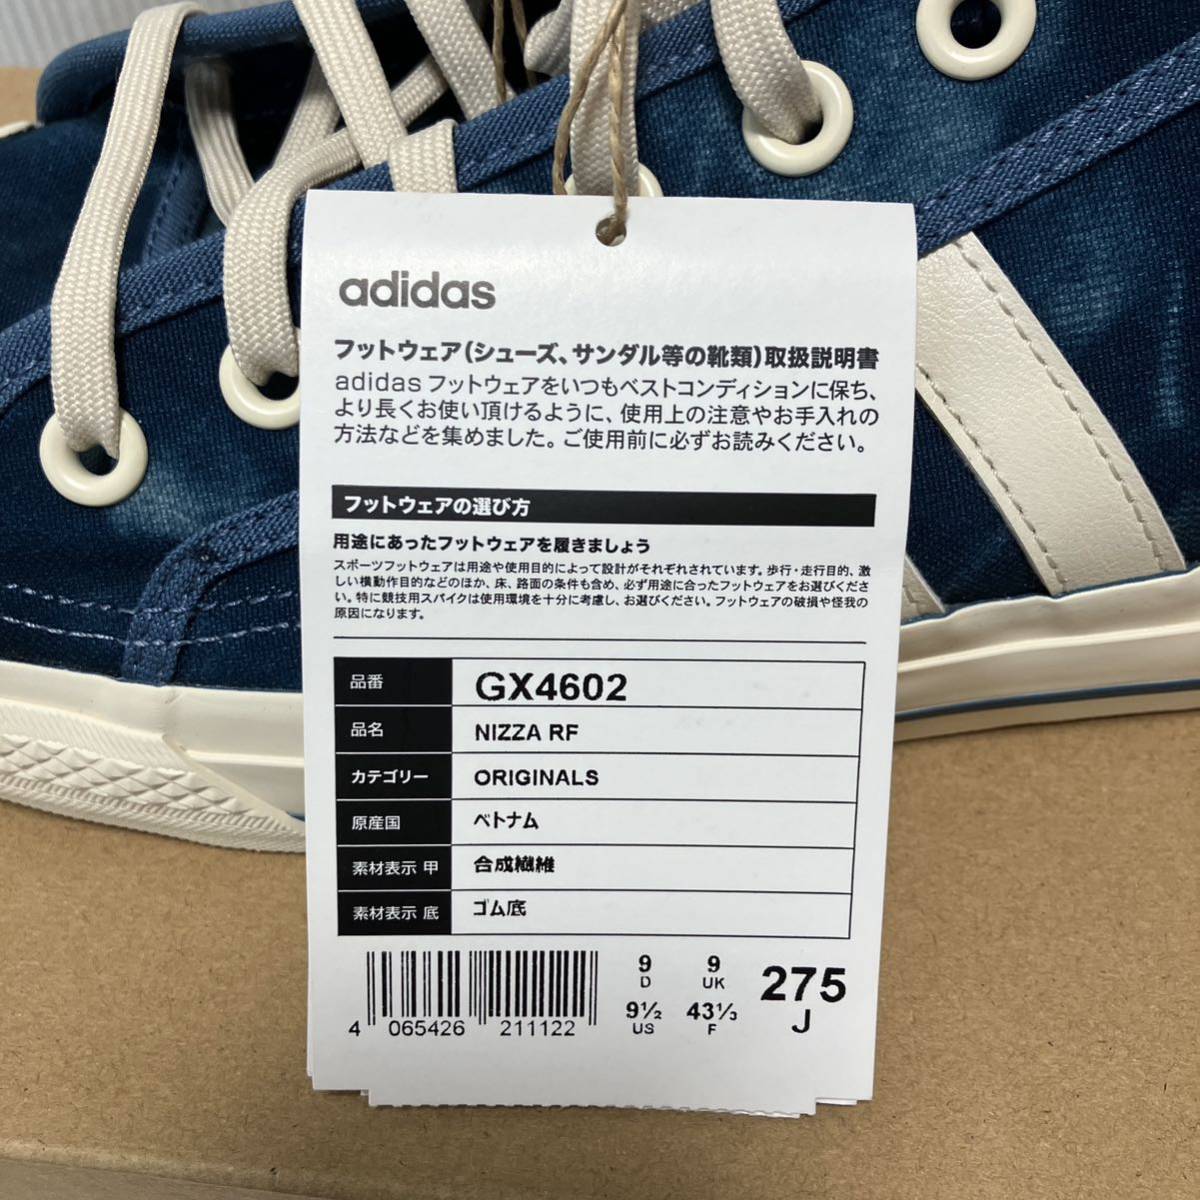 adidas
フットウェア(シューズ、サンダル等の靴類)取扱説明書
adidas フットウェアをいつもベストコンディションに保ち、
より長くお使い頂けるように、使用上の注意やお手入れの
方法などを集めました。ご使用前に必ずお読みください。
フットウェアの選び方
用途にあったフットウェアを履きましょう
スポーツフットウェアは用途や使用目的によって設計がそれぞれされています。歩行・走行目的、激
しい横動作目的などのほか、床、路面の条件も含め、必ず用途に合ったフットウェアをお選びくださ
い。特に競技用スパイクは使用環境を十分に考慮し、お選びください。フットウェアの破損や怪我の
原因になります。
品番 GX4602
品名 NIZZA RF
カテゴリー ORIGINALS
原産国 ベトナム
素材表示 甲 合成繊維
素材表示 底 ゴム底
4 065426 211122
9 D 9 UK
9½ US 43⅓ F
275 J